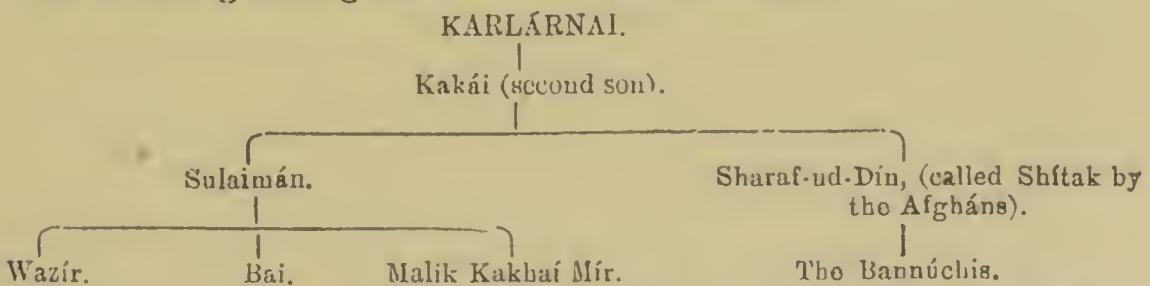 KARLÁRNAI.
Kakái (second son).
Sulaimán. Sharaf-ud-Dín, (called Shítak by
the Afgháns).
Wazír. Bai. Malik Kakhaí Mír. The Bannúchis.